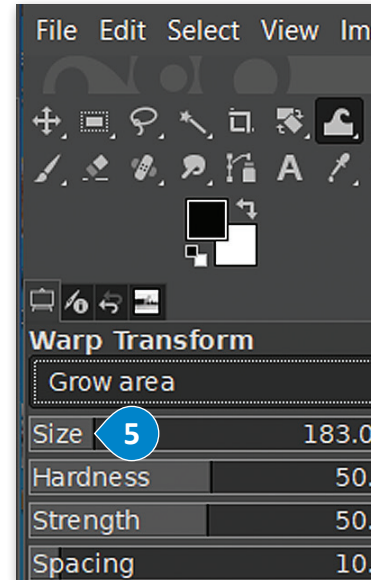 File Edit Select View Im
A
Warp Transform
Grow area
Size 5 183.0
Hardness 50.
Strength 50.
Spacing 10.